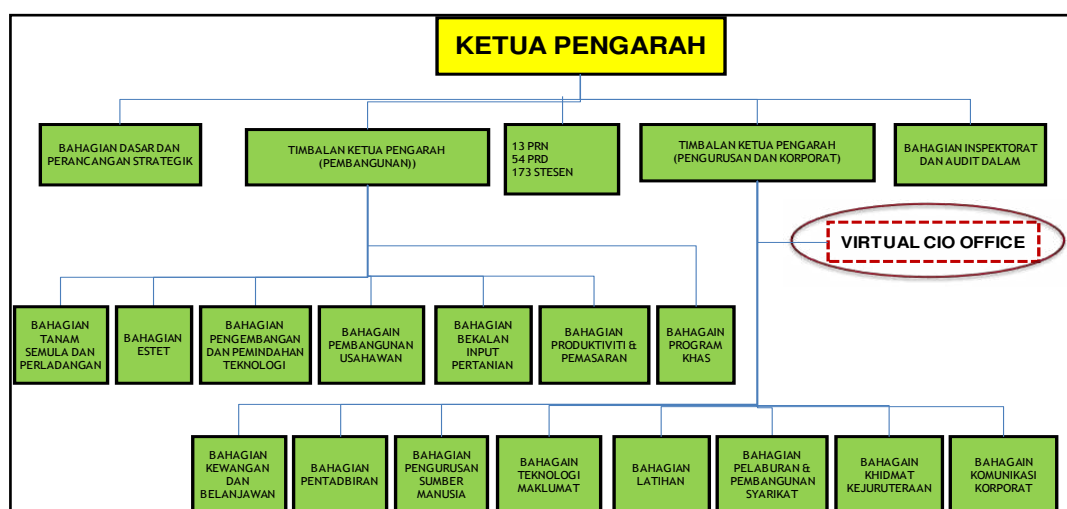 KETUA PENGARAH
BAHAGIAN DASAR DAN
PERANCANGAN STRATEGIK
TIMBALAN KETUA PENGARAH
(PEMBANGUNAN))
13 PRN
54 PRD
173 STESEN
TIMBALAN KETUA PENGARAH
(PENGURUSAN DAN KORPORAT)
BAHAGIAN INSPEKTORAT
DAN AUDIT DALAM
VIRTUAL CIO OFFICE
BAHAGIAN
TANAM
SEMULA DAN
PERLADANGAN
BAHAGIAN
ESTET
BAHAGIAN
PENGEMBANGAN
DAN PEMINDAHAN
TEKNOLOGI
BAHAGAIN
PEMBANGUNAN
USAHAWAN
BAHAGIAN
BEKALAN
INPUT
PERTANIAN
BAHAGIAN
PRODUKTIVITI &
PEMASARAN
BAHAGAIN
PROGRAM
KHAS
BAHAGIAN
KEWANGAN
DAN
BELANJAWAN
BAHAGIAN
PENTADBIRAN
BAHAGIAN
PENGURUSAN
SUMBER
MANUSIA
BAHAGAIN
TEKNOLOGI
MAKLUMAT
BAHAGIAN
LATIHAN
BAHAGIAN
PELABURAN &
PEMBANGUNAN
SYARIKAT
BAHAGAIN
KHIDMAT
KEJURUTERAAN
BAHAGAIN
KOMUNIKASI
KORPORAT